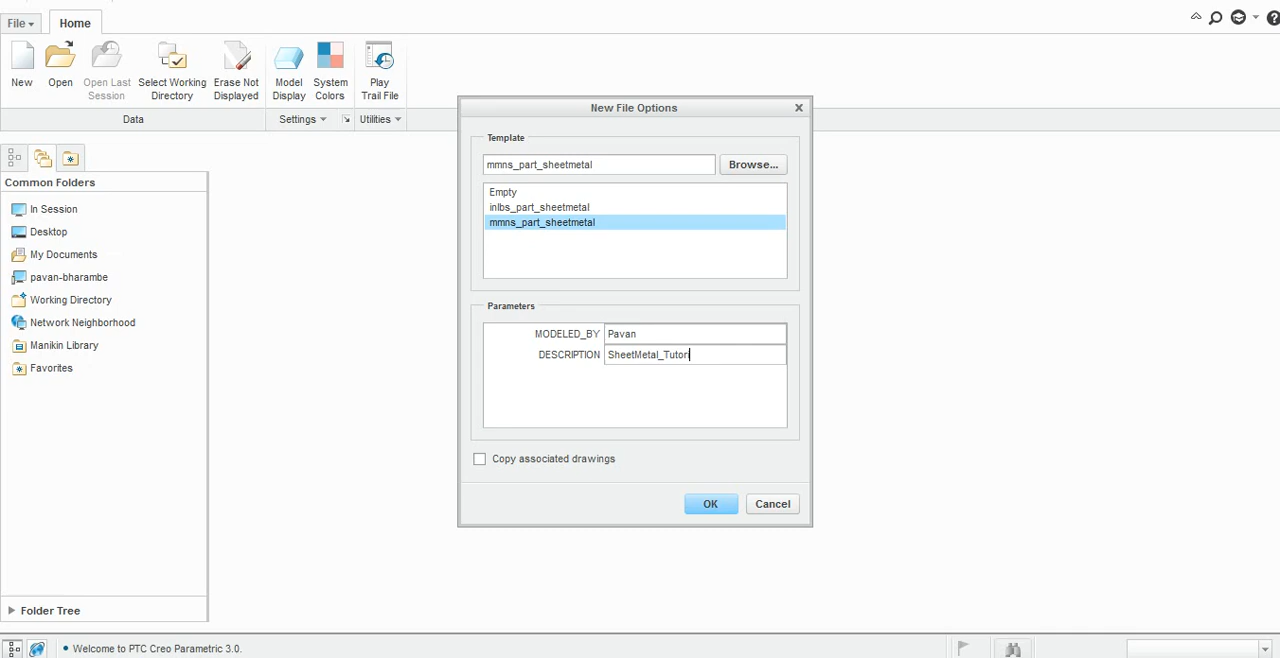 File
Home
New
Open
Open Last
Session
Select Working
Directory
Erase Not
Displayed
Model
Display
System
Colors
Play
Trail File
Data
Settings
Utilities
New File Options
Template
mmns_part_sheetmetal
Browse...
Empty
inlbs_part_sheetmetal
mmns_part_sheetmetal
Parameters
MODELED_BY Pavan
DESCRIPTION SheetMetal_Tutori
Copy associated drawings
OK
Cancel
Common Folders
In Session
Desktop
My Documents
pavan-bharambe
Working Directory
Network Neighborhood
Manikin Library
Favorites
Folder Tree
Welcome to PTC Creo Parametric 3.0.